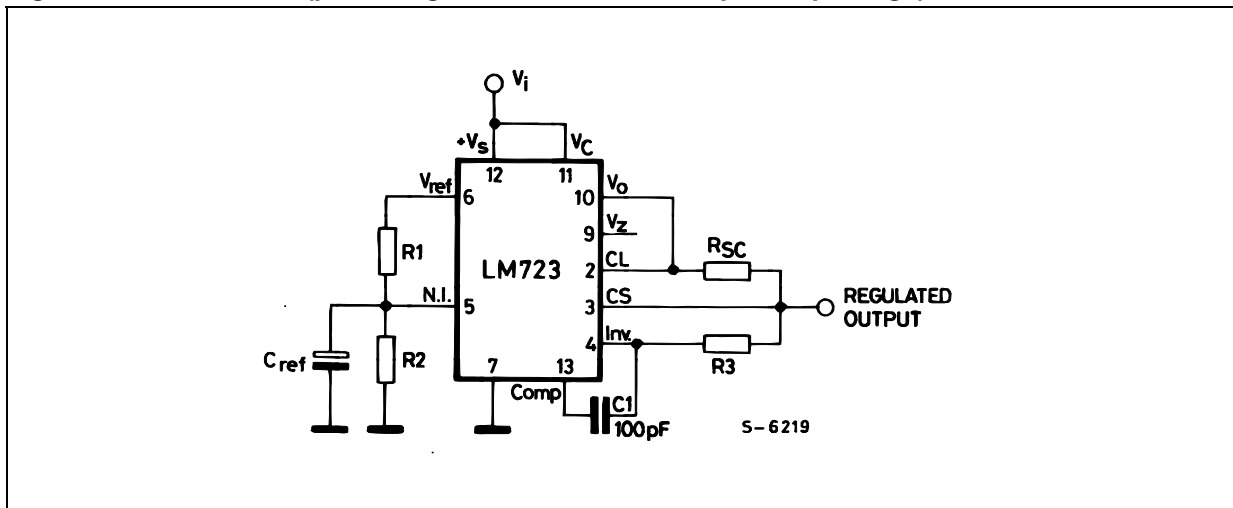 Vi
+Vs
VC
12
11
Vref
6
Vo
10
Vz
9
R1
LM723
CL
2
RSC
N.I.
5
CS
3
REGULATED
OUTPUT
Inv.
4
Cref
R2
R3
7
13
Comp
C1
100pF
S-6219